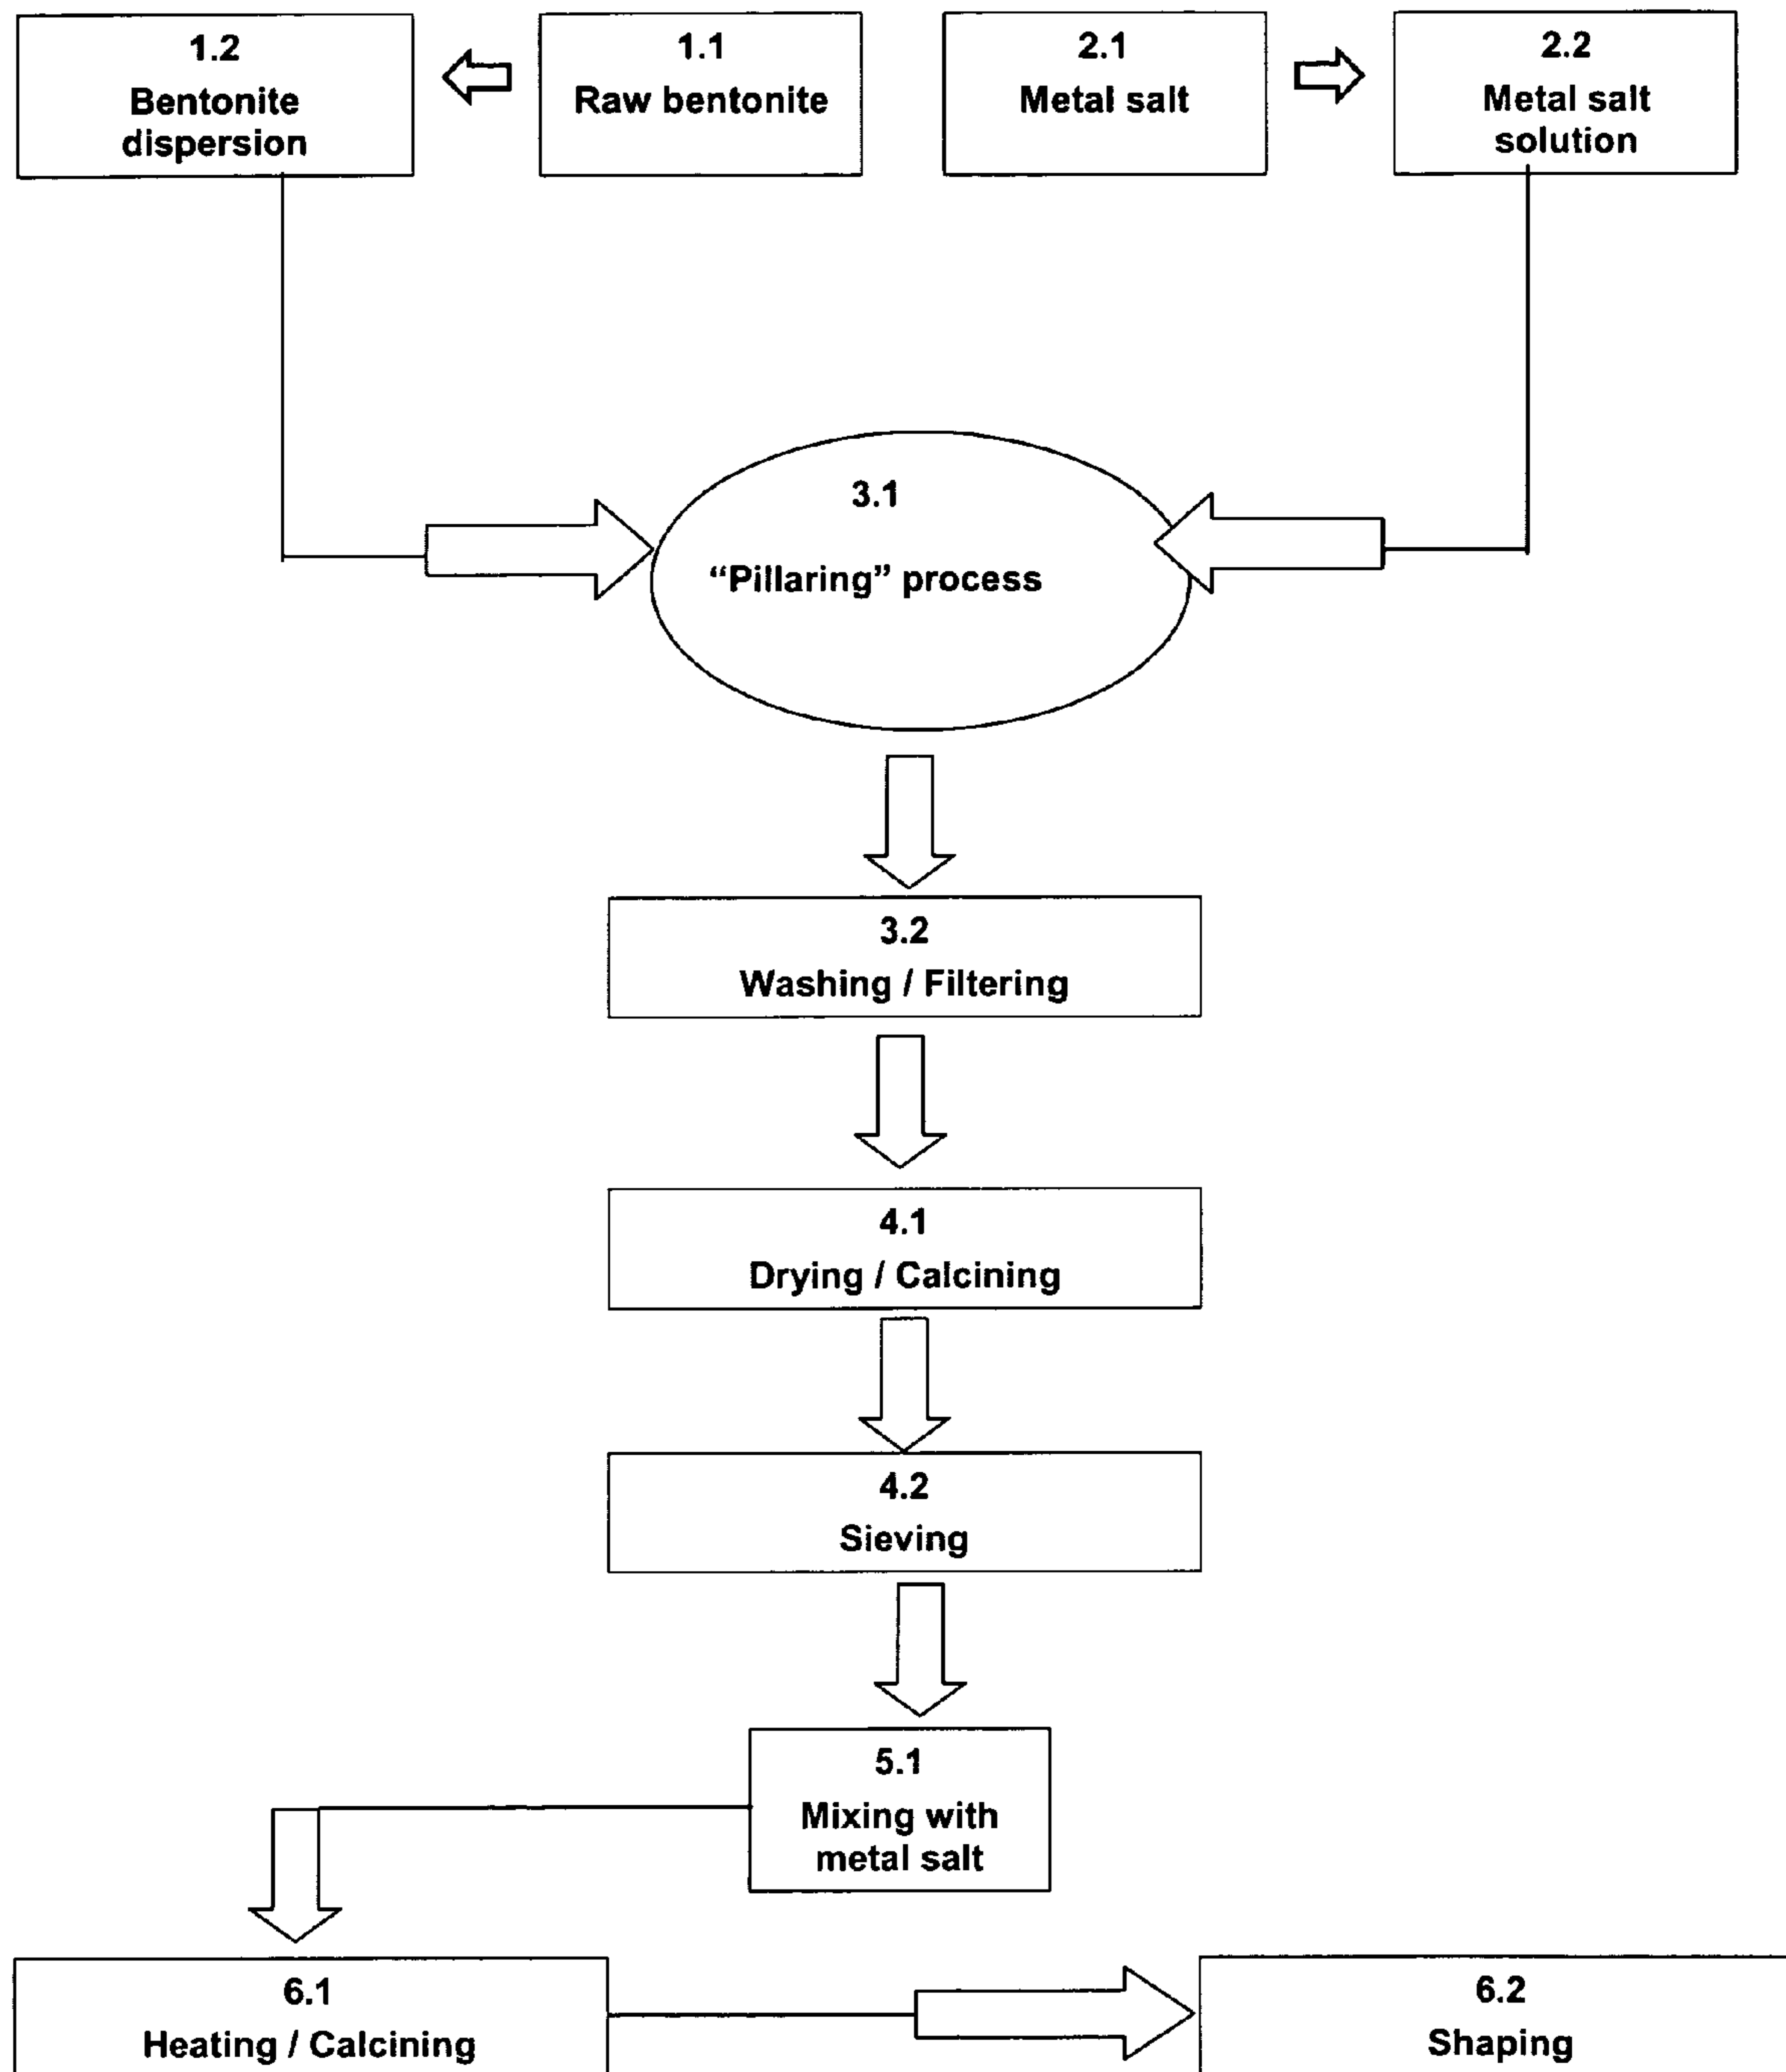 1.2
Bentonite
dispersion
1.1
Raw bentonite
2.1
Metal salt
2.2
Metal salt
solution
3.1
“Pillaring” process
3.2
Washing / Filtering
4.1
Drying / Calcining
4.2
Sieving
5.1
Mixing with
metal salt
6.1
Heating / Calcining
6.2
Shaping